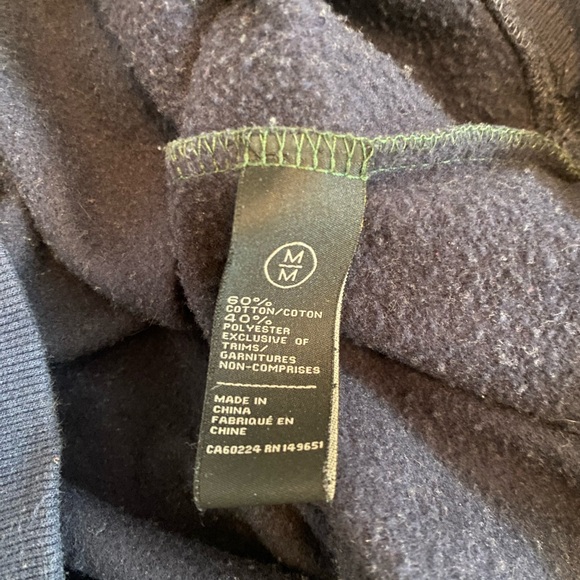 M
M
60%
COTTON/COTON
40%
POLYESTER
EXCLUSIVE OF
TRIMS/
GARNITURES
NON-COMPRISES
MADE IN
CHINA
FABRIQUÉ EN
CHINE
CA60224 RN149651